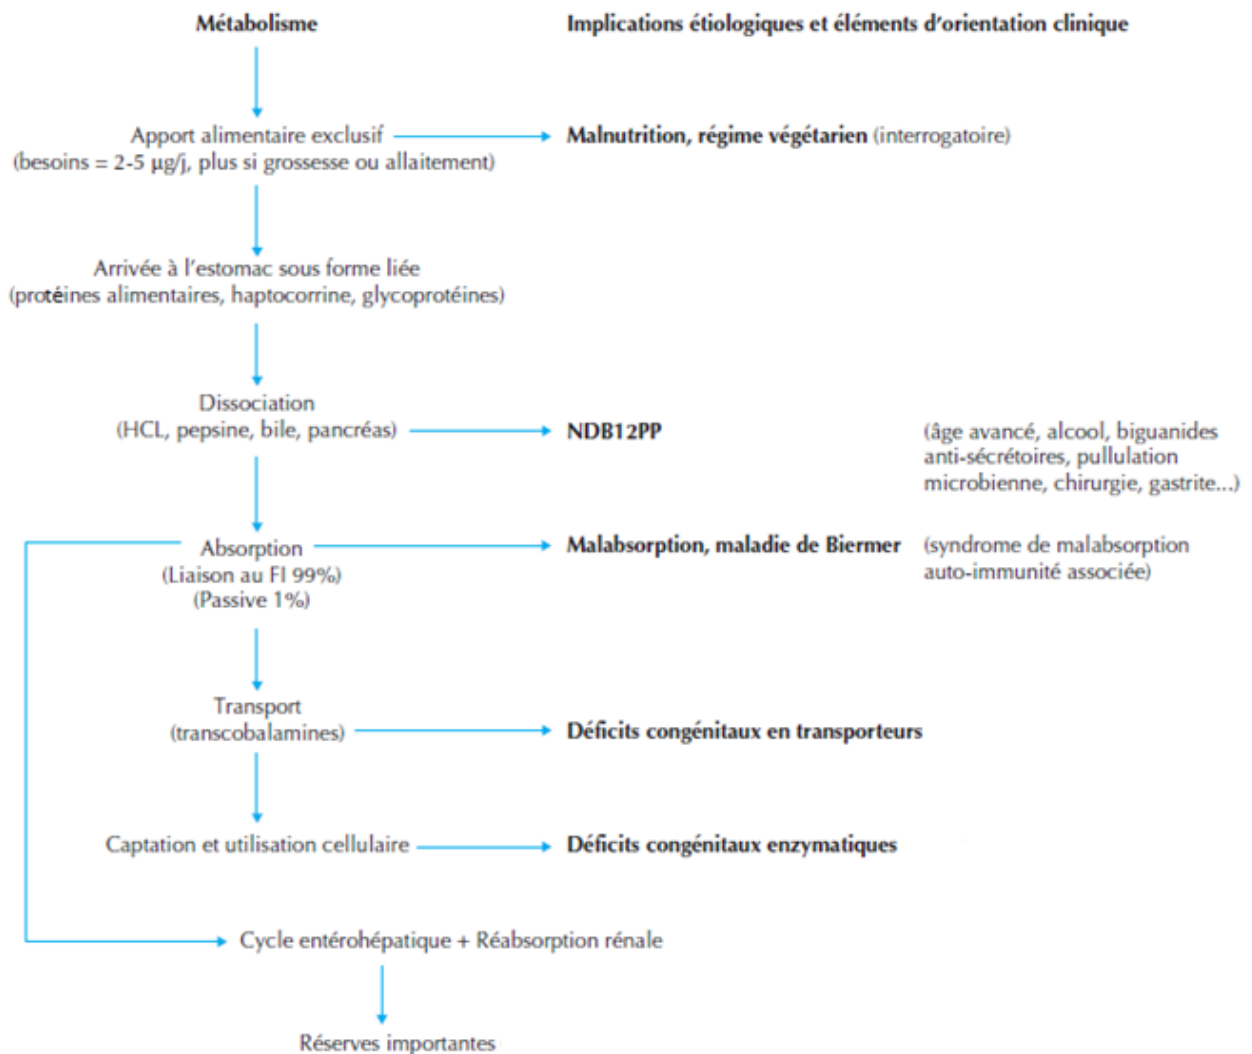 Métabolisme
Implications étiologiques et éléments d'orientation clinique
Apport alimentaire exclusif
(besoins = 2-5 µg/j, plus si grossesse ou allaitement)
Malnutrition, régime végétarien (interrogatoire)
Arrivée à l'estomac sous forme liée
(protéines alimentaires, haptocorrine, glycoprotéines)
Dissociation
(HCL, pepsine, bile, pancréas)
NDB12PP
(âge avancé, alcool, biguanides
anti-sécrétoires, pullulation
microbienne, chirurgie, gastrite...)
Absorption
(Liaison au FI 99%)
(Passive 1%)
Malabsorption, maladie de Biermer
(syndrome de malabsorption
auto-immunité associée)
Transport
(transcobalamines)
Déficits congénitaux en transporteurs
Captation et utilisation cellulaire
Déficits congénitaux enzymatiques
Cycle entérohépatique + Réabsorption rénale
Réserves importantes